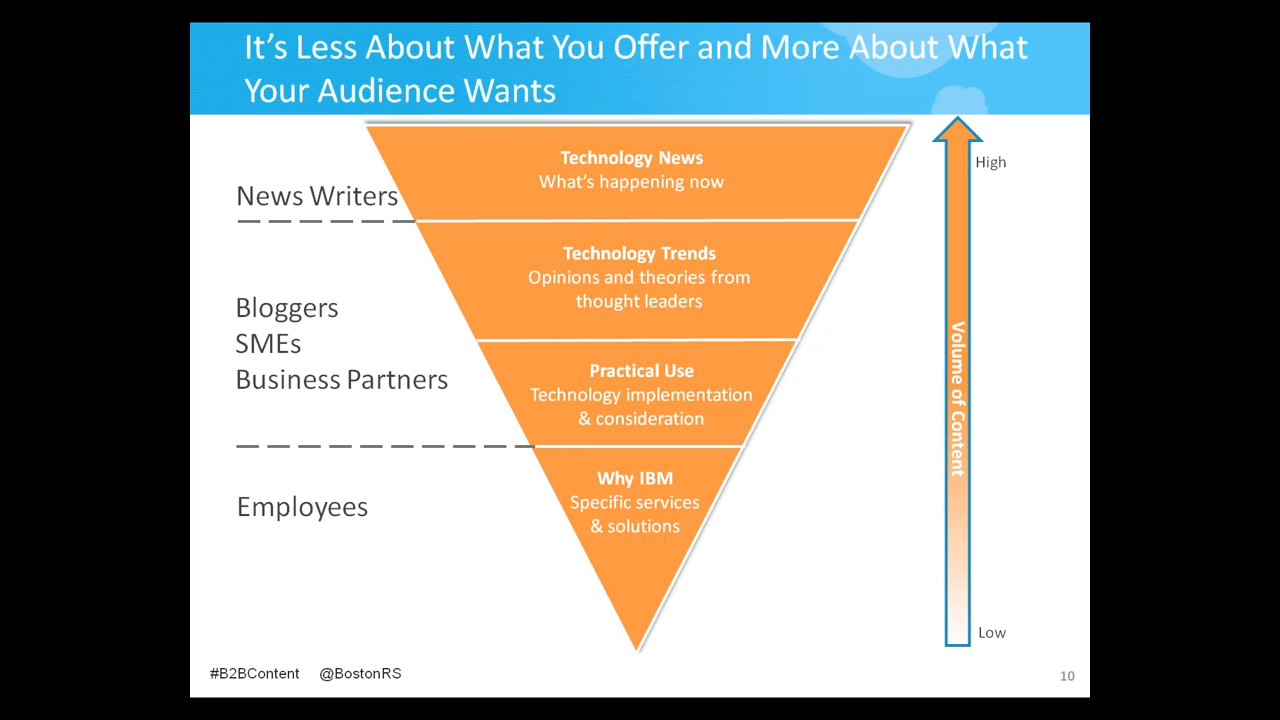 It’s Less About What You Offer and More About What
Your Audience Wants
Technology News
What’s happening now
High
News Writers
Technology Trends
Opinions and theories from
thought leaders
Bloggers
SMEs
Business Partners
Practical Use
Technology implementation
& consideration
Volume of Content
Why IBM
Specific services
& solutions
Employees
Low
#B2BContent @BostonRS
10